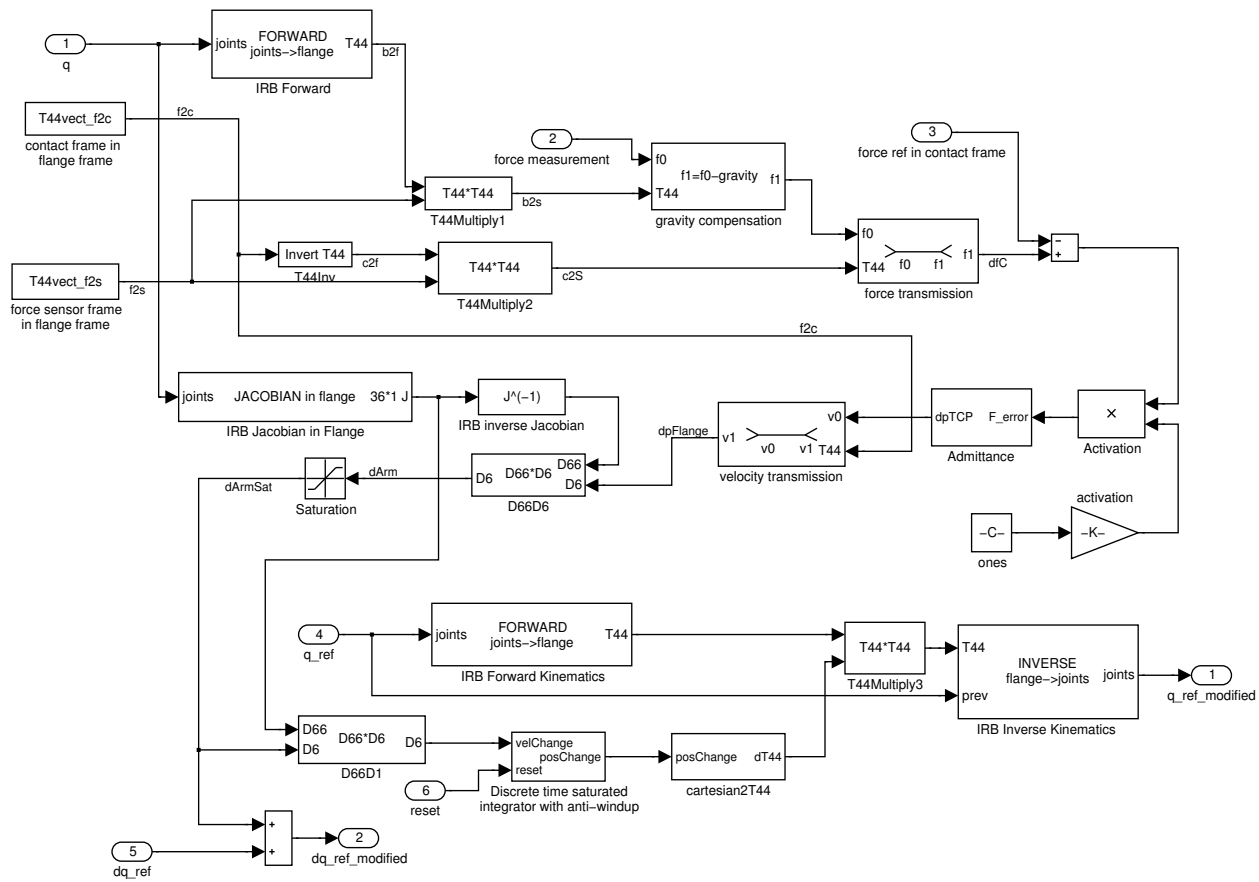 1
q
joints
FORWARD
joints->flange
T44
IRB Forward
b2f
T44vect_f2c
contact frame in
flange frame
f2c
2
force measurement
f0
T44
f1=f0-gravity
f1
gravity compensation
3
force ref in contact frame
T44*T44
T44Multiply1
b2s
Invert T44
T44Inv
c2f
T44*T44
T44Multiply2
c2S
f0
T44
f0
f1
f1
force transmission
dfC
-
+
T44vect_f2s
force sensor frame
in flange frame
f2s
f2c
joints
JACOBIAN in flange
36*1 J
IRB Jacobian in Flange
J^(-1)
IRB inverse Jacobian
dpFlange
v1
v0
v1
v0
T44
velocity transmission
dpTCP
F_error
Admittance
×
Activation
dArmSat
Saturation
dArm
D6
D66*D6
D66
D6
D66D6
activation
-C-
ones
-K-
4
q_ref
joints
FORWARD
joints->flange
T44
IRB Forward Kinematics
T44*T44
T44Multiply3
T44
prev
INVERSE
flange->joints
joints
IRB Inverse Kinematics
1
q_ref_modified
D66
D6
D66*D6
D6
D66D1
velChange
posChange
reset
Discrete time saturated
integrator with anti-windup
6
reset
posChange
dT44
cartesian2T44
+
+
2
dq_ref_modified
5
dq_ref